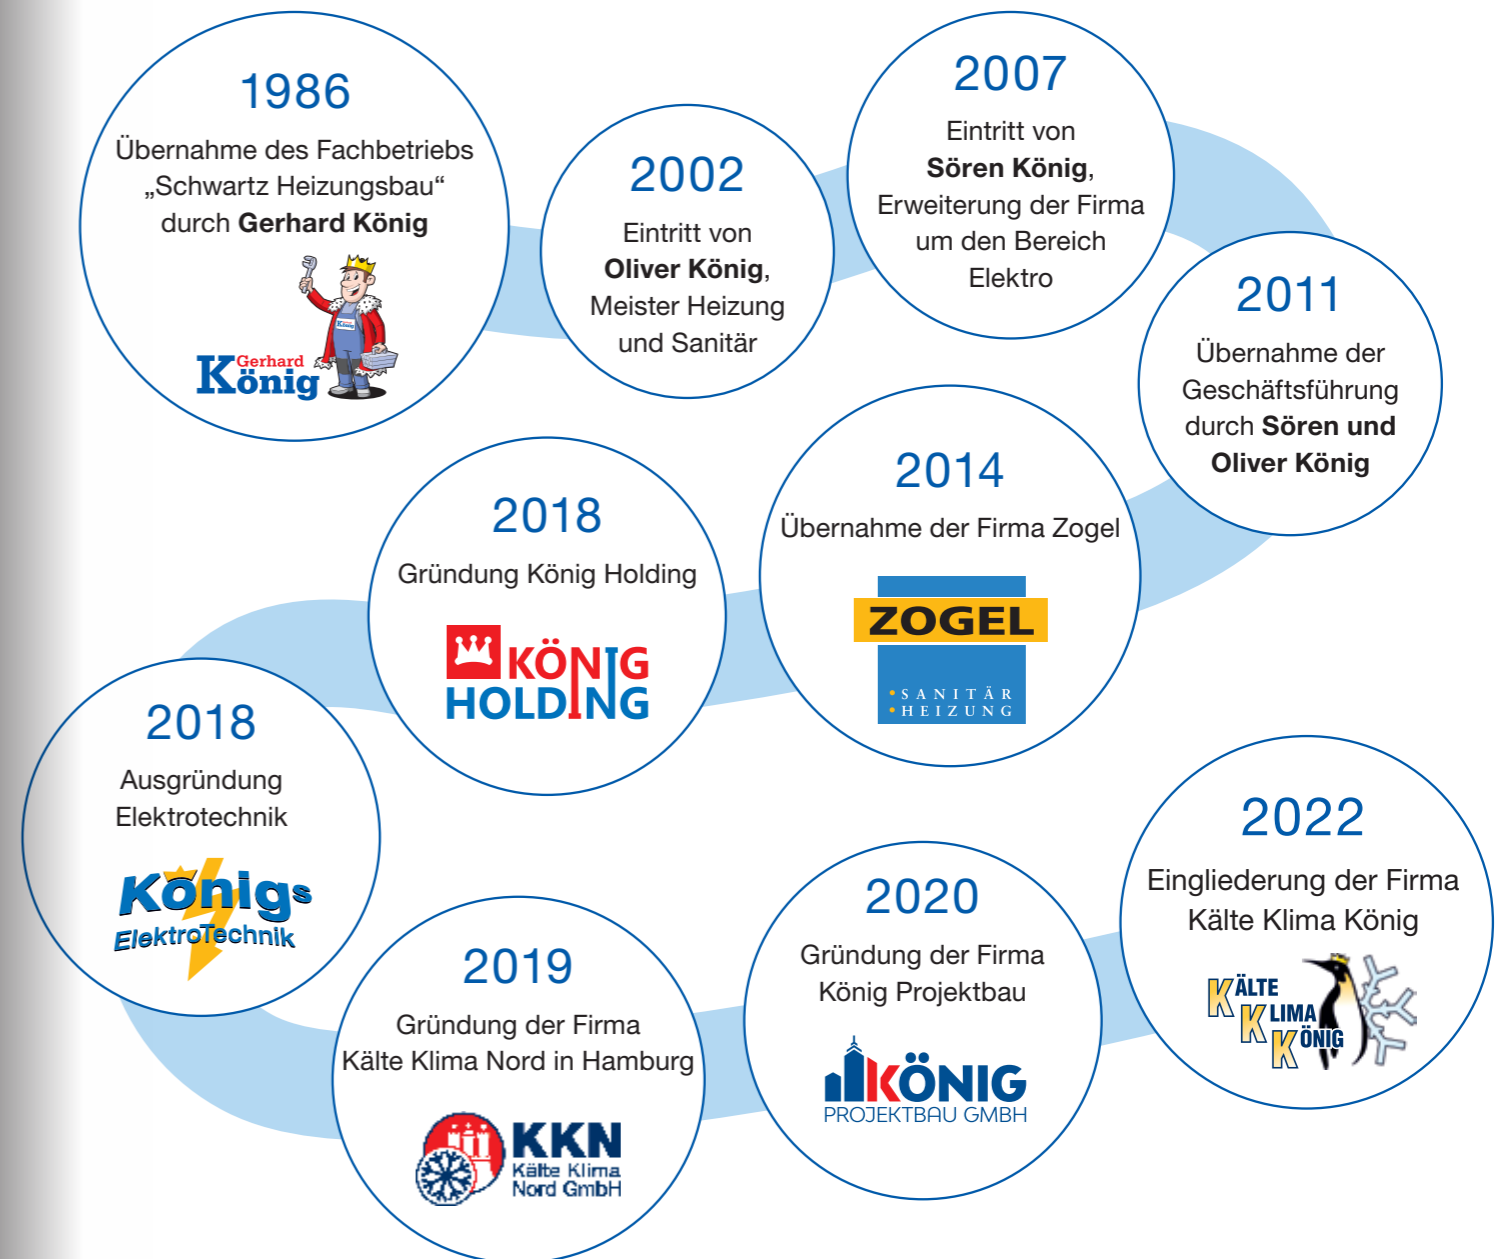 1986
Übernahme des Fachbetriebs
„Schwartz Heizungsbau“
durch Gerhard König
König
Gerhard
König
2002
Eintritt von
Oliver König,
Meister Heizung
und Sanitär
2007
Eintritt von
Sören König,
Erweiterung der Firma
um den Bereich
Elektro
2011
Übernahme der
Geschäftsführung
durch Sören und
Oliver König
2014
Übernahme der Firma Zogel
ZOGEL
• SANITÄR
• HEIZUNG
2018
Gründung König Holding
KÖNIG
HOLDING
2018
Ausgründung
Elektrotechnik
Königs
ElektroTechnik
2019
Gründung der Firma
Kälte Klima Nord in Hamburg
KKN
Kälte Klima
Nord GmbH
2020
Gründung der Firma
König Projektbau
KÖNIG
PROJEKTBAU GMBH
2022
Eingliederung der Firma
Kälte Klima König
KÄLTE
KLIMA
KÖNIG